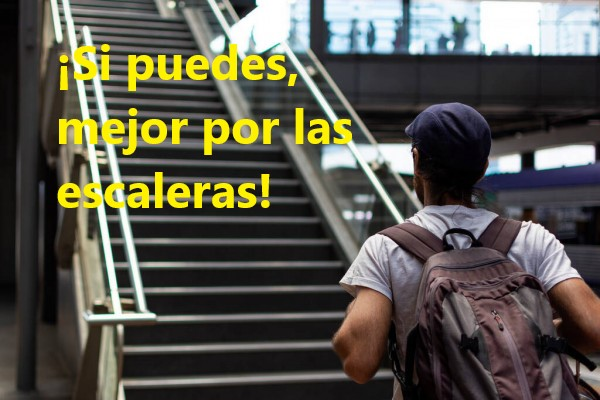 ¡Si puedes,
mejor por las
escaleras!